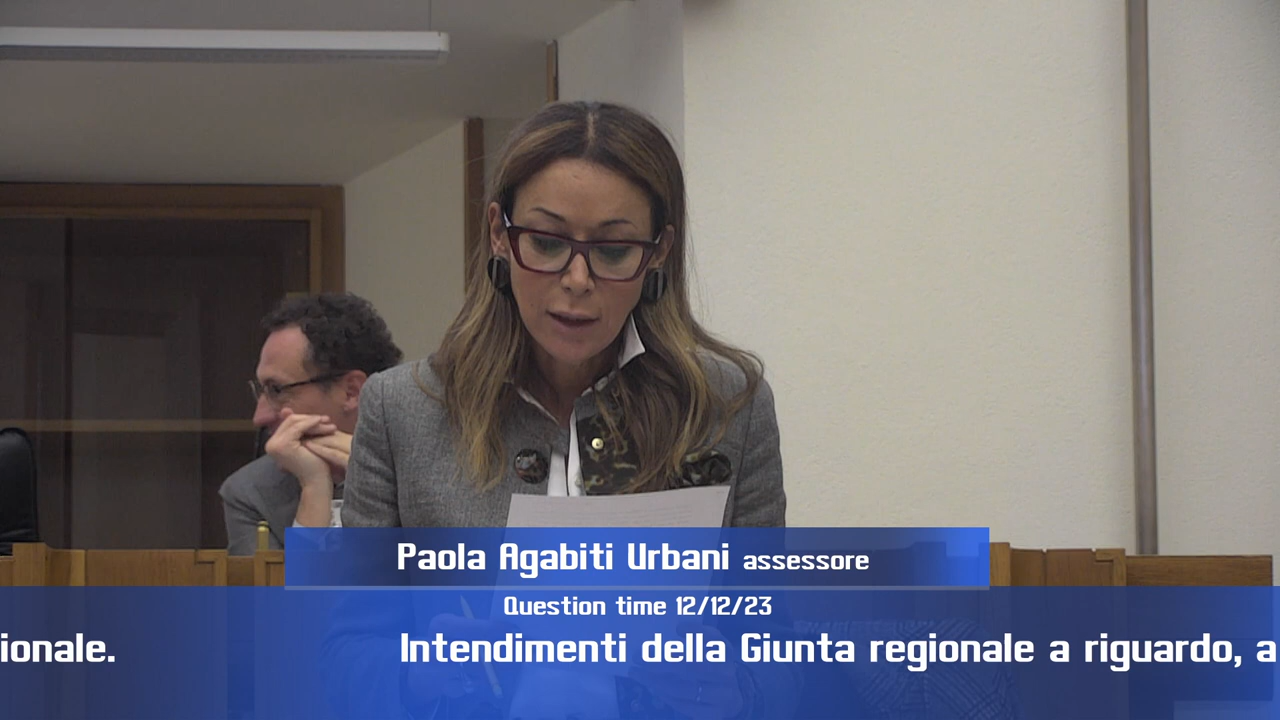 Paola Agabiti Urbani assessore
Question time 12/12/23
ionale. Intendimenti della Giunta regionale a riguardo, a